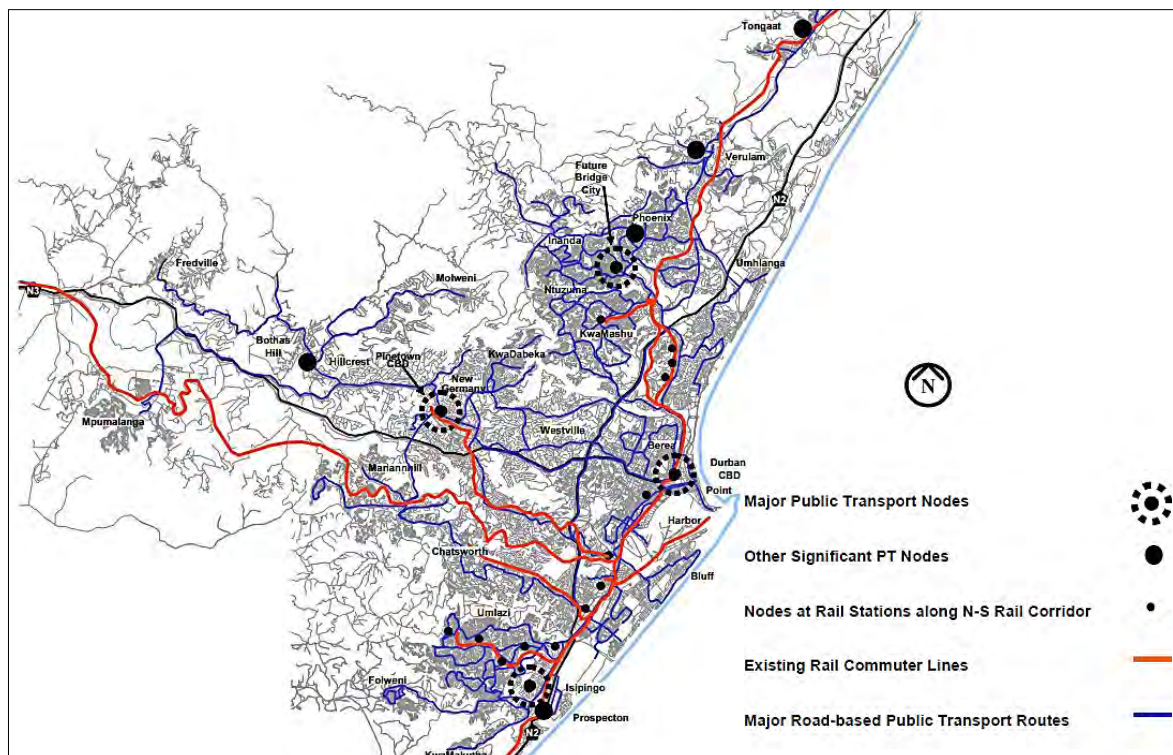 Tongaat
Verulam
Future
Bridge
City
N2
Phoenix
Inanda
Fredville
Umhlanga
Molweni
N3
Ntuzuma
KwaMashu
Bothas
Hill
Hillcrest
Pinetown
CBD
KwaDabeka
New
Germany
Mpumalanga
Westville
Berea
Durban
CBD
Point
Mariannhill
Harbor
Chatsworth
Bluff
Umlazi
Folweni
Isipingo
Prospecton
N2
KwaMakutha
N
Major Public Transport Nodes
Other Significant PT Nodes
Nodes at Rail Stations along N-S Rail Corridor
Existing Rail Commuter Lines
Major Road-based Public Transport Routes